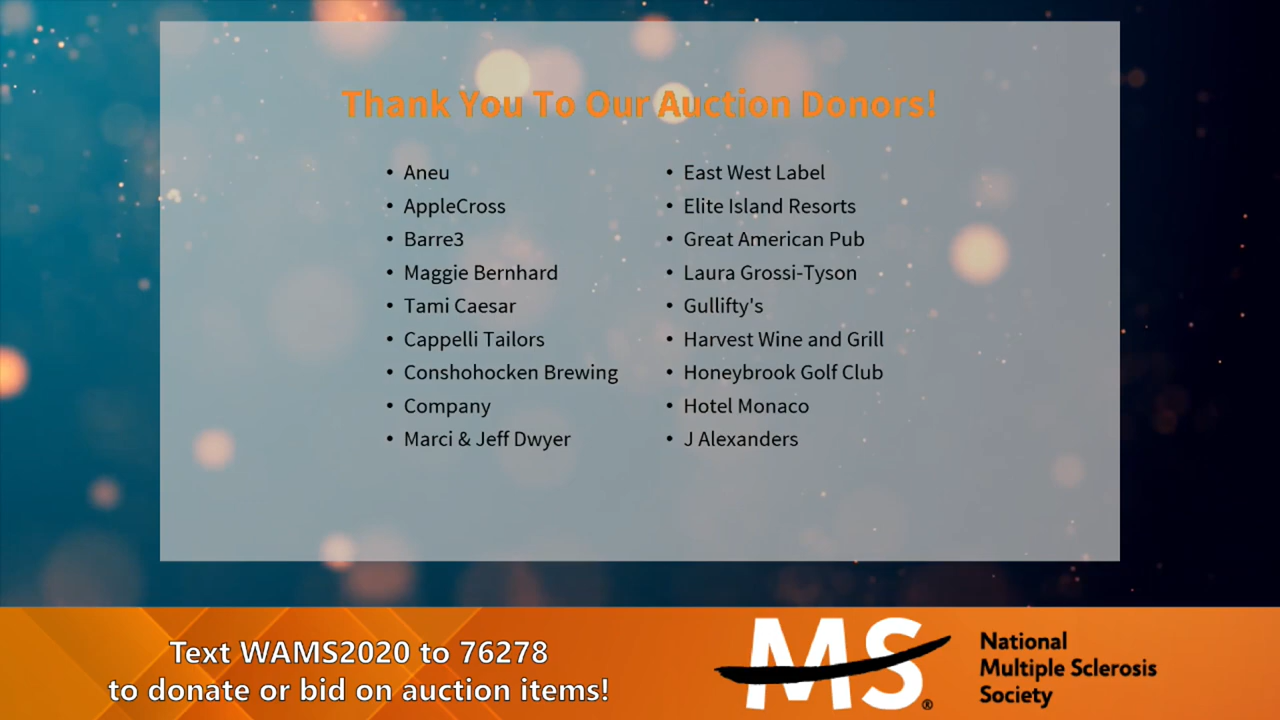 Thank You To Our Auction Donors!
• Aneu
• AppleCross
• Barre3
• Maggie Bernhard
• Tami Caesar
• Cappelli Tailors
• Conshohocken Brewing
• Company
• Marci & Jeff Dwyer
• East West Label
• Elite Island Resorts
• Great American Pub
• Laura Grossi-Tyson
• Gullifty's
• Harvest Wine and Grill
• Honeybrook Golf Club
• Hotel Monaco
• J Alexanders
Text WAMS2020 to 76278
to donate or bid on auction items!
MS®
National
Multiple Sclerosis
Society